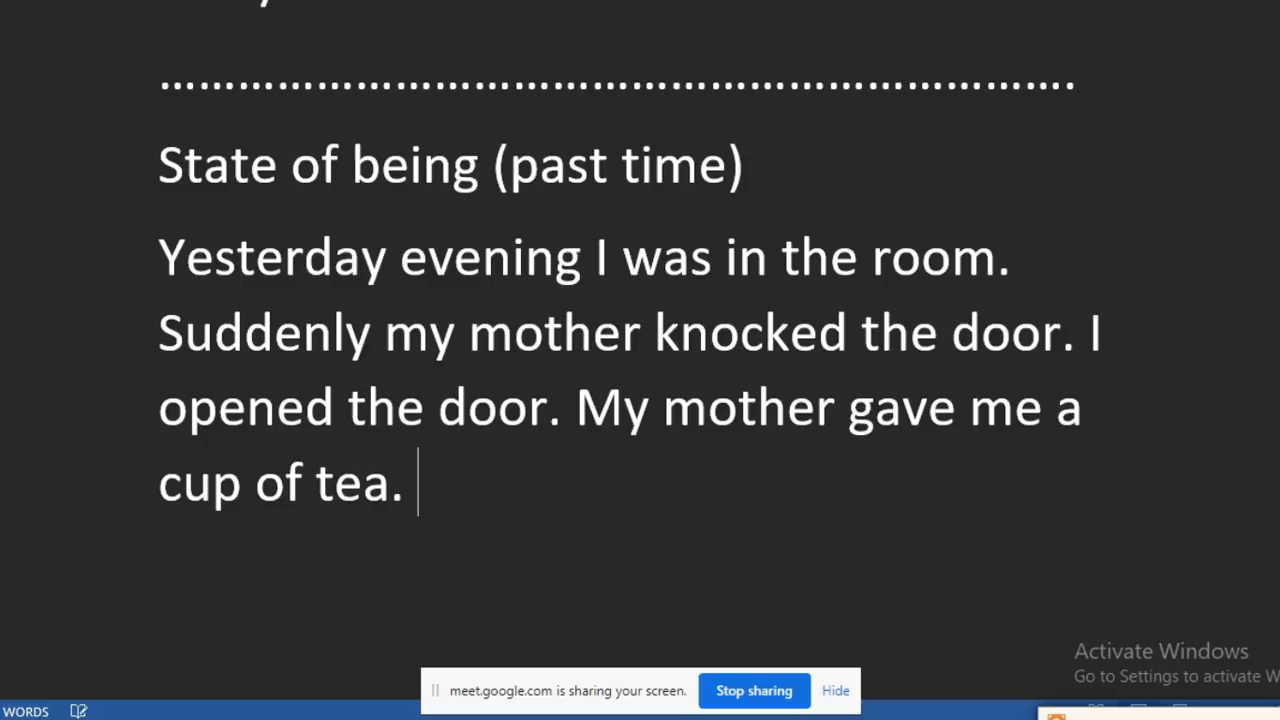 ………………………………………………………….
State of being (past time)
Yesterday evening I was in the room.
Suddenly my mother knocked the door. I
opened the door. My mother gave me a
cup of tea.
Activate Windows
Go to Settings to activate W
meet.google.com is sharing your screen.
Stop sharing
Hide
WORDS